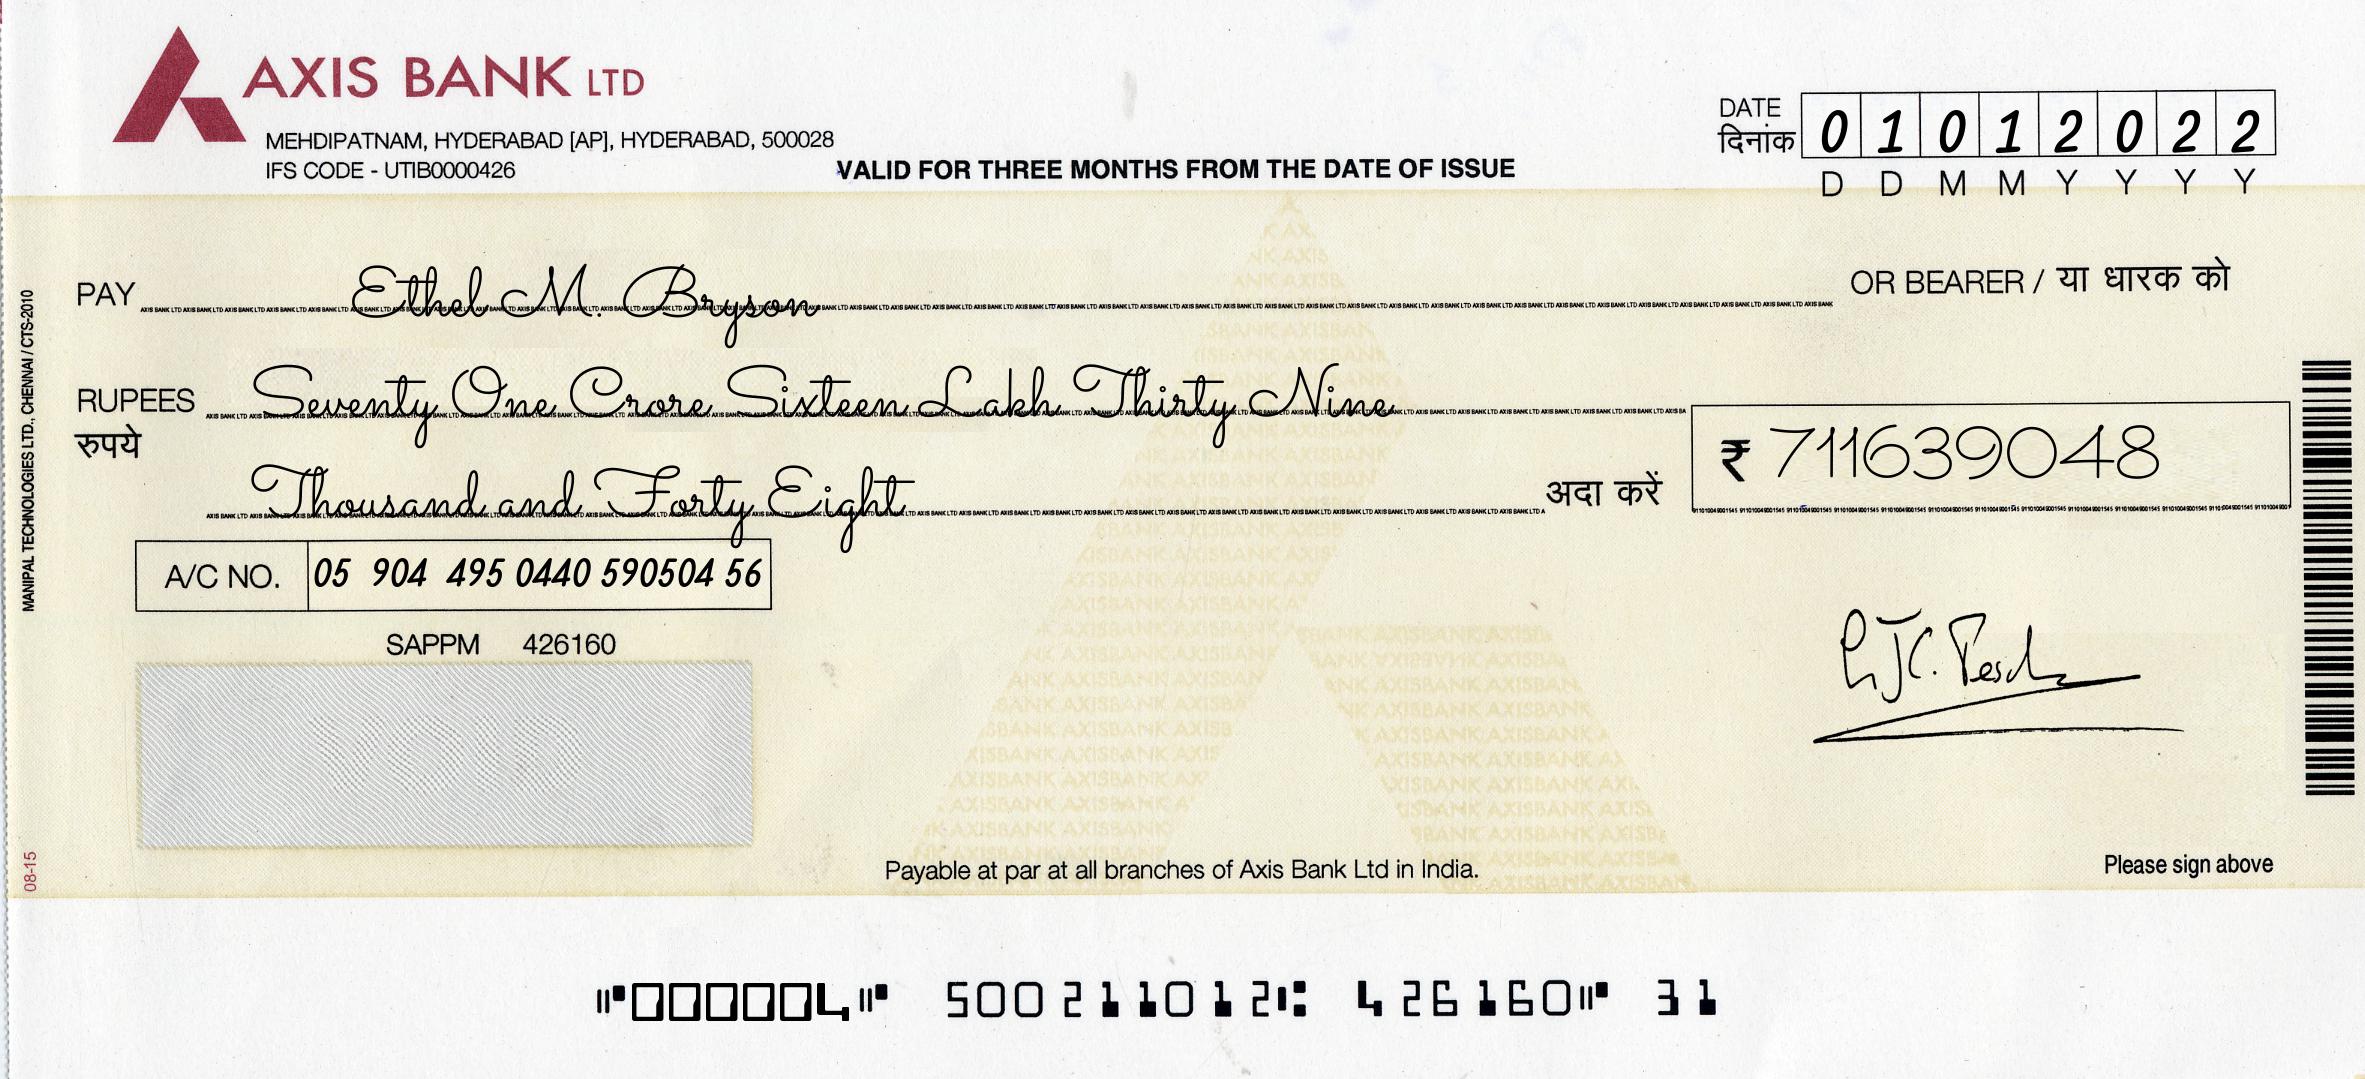 AXIS BANK LTD
MEHDIPATNAM, HYDERABAD [AP], HYDERABAD, 500028
IFS CODE - UTIB0000426
VALID FOR THREE MONTHS FROM THE DATE OF ISSUE
DATE
दिनांक 0 1 0 1 2 0 2 2
D D M M Y Y Y Y
PAY Ethel M. Bryson OR BEARER / या धारक को
RUPEES Seventy One Crore Sixteen Lakh Thirty Nine
रुपये
Thousand and Forty Eight अदा करें ₹ 711639048
A/C NO. 05 904 495 0440 590504 56
SAPPM 426160
VOID
Payable at par at all branches of Axis Bank Ltd in India.
Please sign above
MANIPAL TECHNOLOGIES LTD., CHENNAI / CTS-2010
08-15
⑈000004⑈ 500211012⑆ 426160⑈ 31